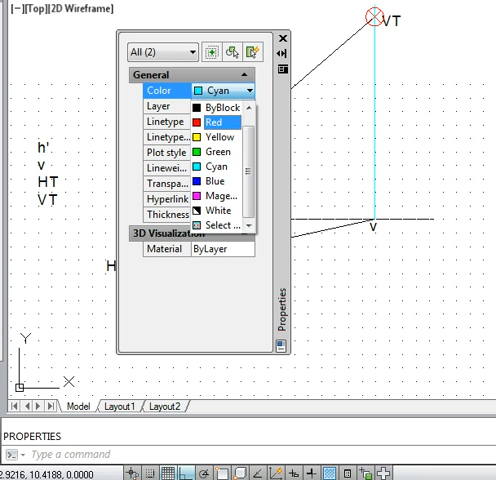 [−][Top][2D Wireframe]
VT
All (2)
General
Color Cyan
Layer ByBlock
Linetype Red
Linetype... Yellow
Plot style Green
Linewei... Cyan
Transpa... Blue
Hyperlink Mage...
Thickness White
Select ...
3D Visualization
Material ByLayer
Properties
h'
v
HT
VT
v
H
Y
X
Model Layout1 Layout2
PROPERTIES
Type a command
2.9216, 10.4188, 0.0000